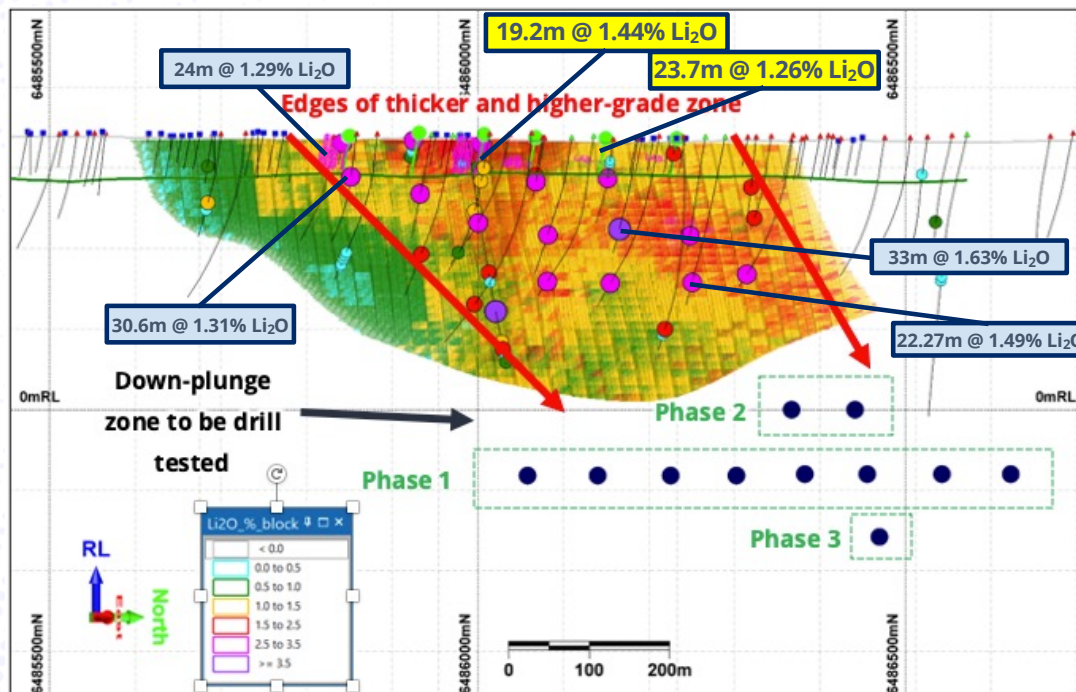 6485500mN
6486000mN
6486500mN
19.2m @ 1.44% Li₂O
24m @ 1.29% Li₂O
23.7m @ 1.26% Li₂O
Edges of thicker and higher-grade zone
33m @ 1.63% Li₂O
30.6m @ 1.31% Li₂O
22.27m @ 1.49% Li₂O
0mRL
0mRL
Down-plunge
zone to be drill
tested
Phase 2
Phase 1
Phase 3
Li2O_%_block
< 0.0
0.0 to 0.5
0.5 to 1.0
1.0 to 1.5
1.5 to 2.5
2.5 to 3.5
>= 3.5
RL
East
North
0
100
200m
6485500mN
6486000mN
6486500mN